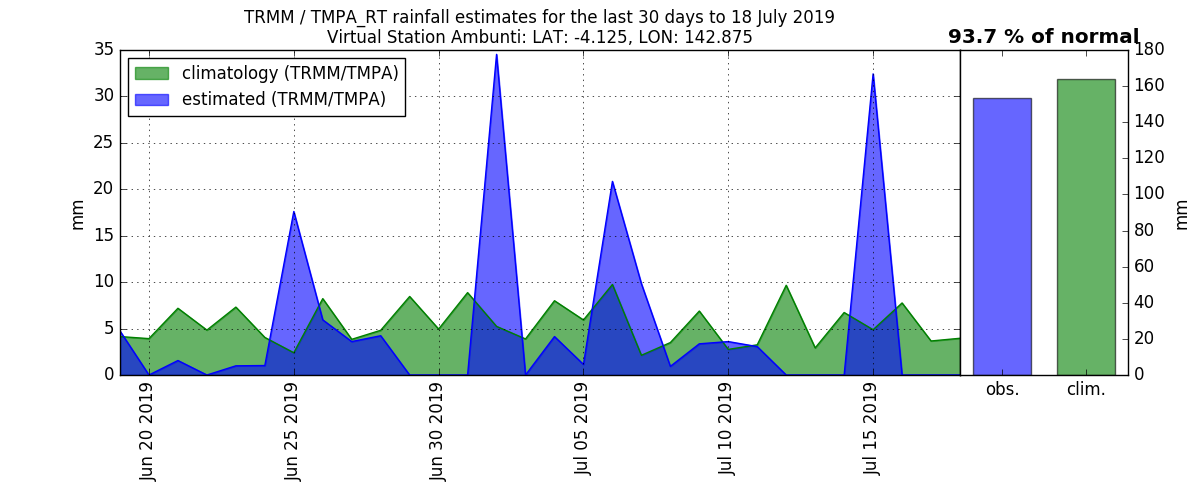 TRMM / TMPA_RT rainfall estimates for the last 30 days to 18 July 2019
Virtual Station Ambunti: LAT: -4.125, LON: 142.875
93.7 % of normal
climatology (TRMM/TMPA)
estimated (TRMM/TMPA)
mm
35
30
25
20
15
10
5
0
Jun 20 2019
Jun 25 2019
Jun 30 2019
Jul 05 2019
Jul 10 2019
Jul 15 2019
obs.
clim.
180
160
140
120
100
80
60
40
20
0
mm